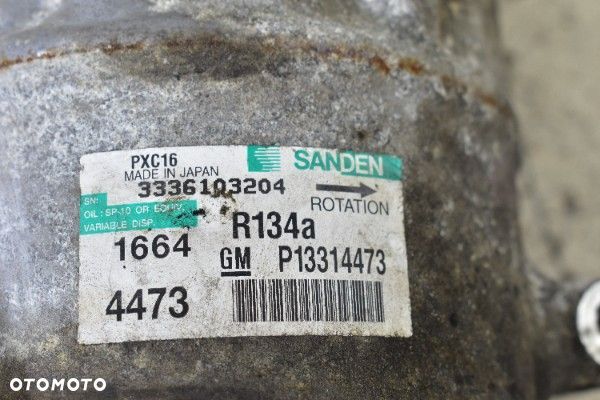 PXC16
MADE IN JAPAN
SANDEN
SN:
3336103204
ROTATION
OIL: SP-10 OR EQUIV
VARIABLE DISP.
R134a
1664
GM P13314473
4473
OTOMOTO